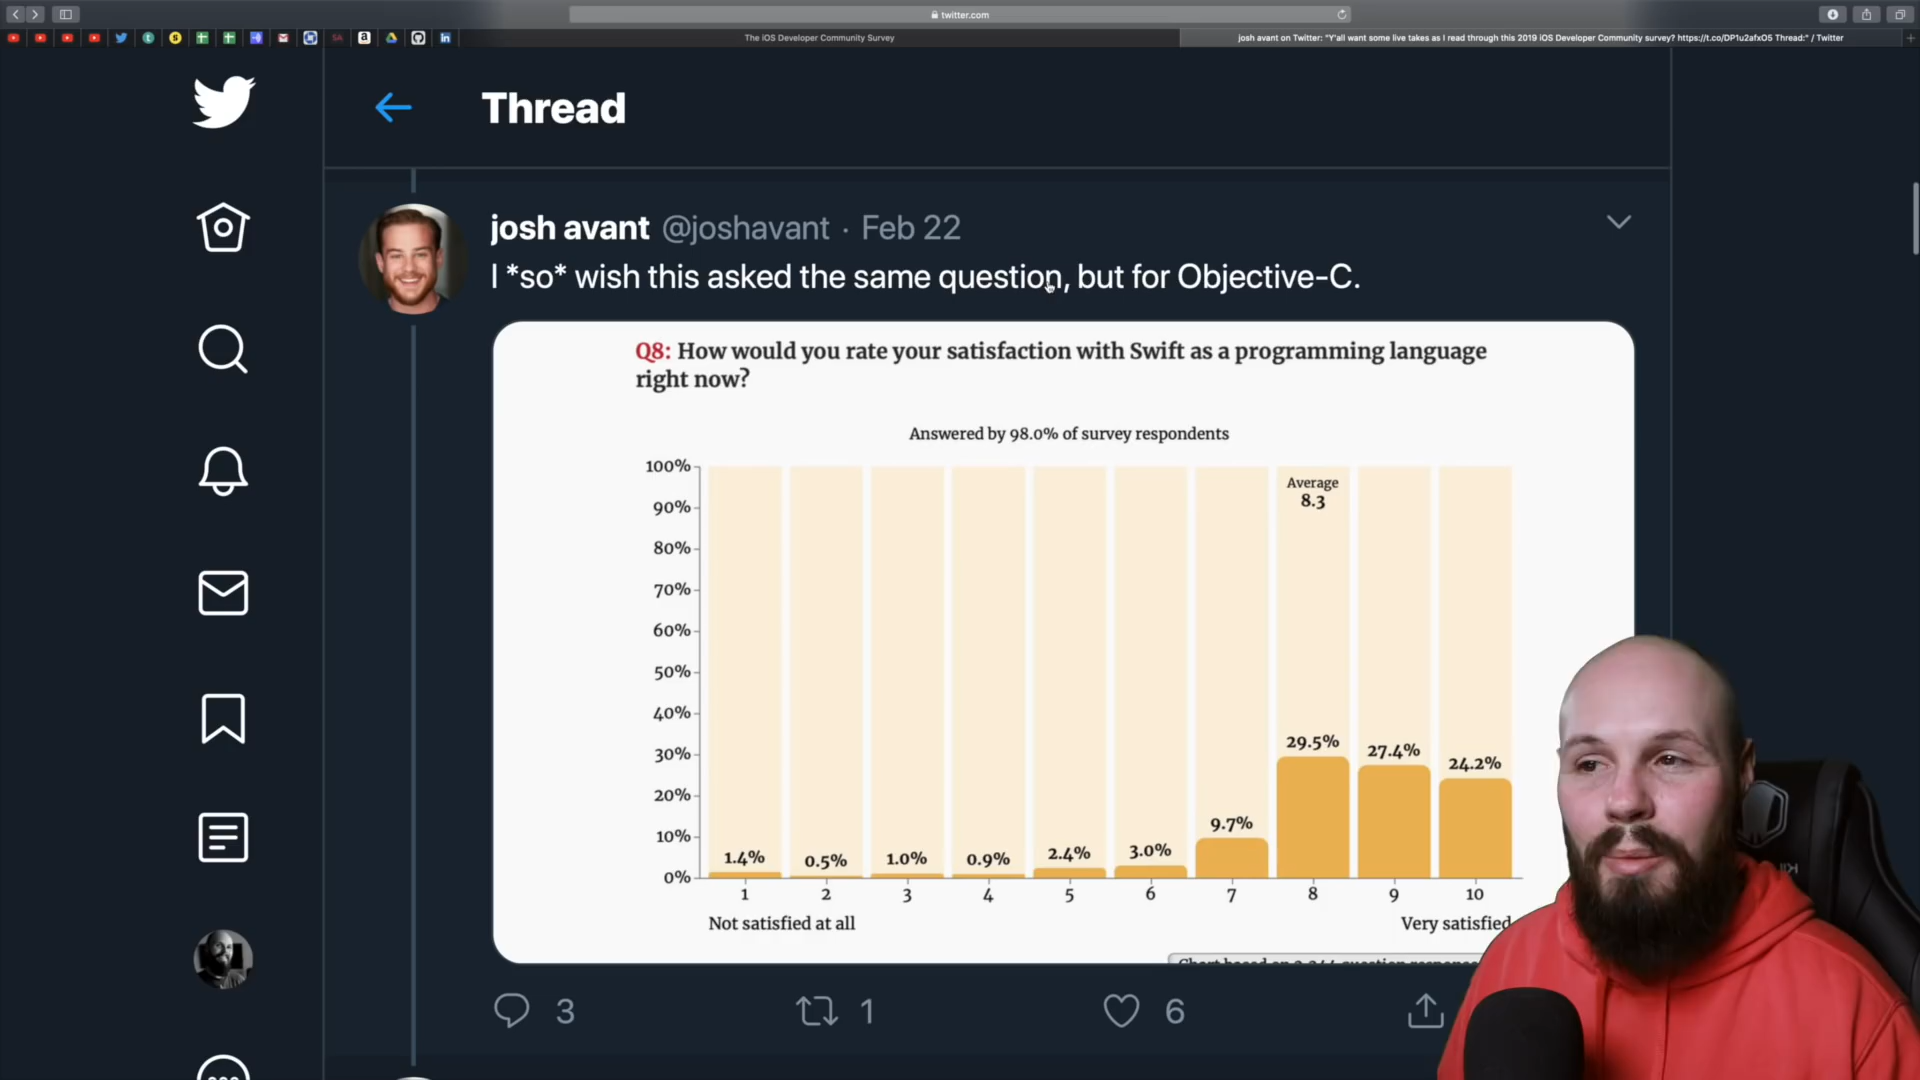 twitter.com
The iOS Developer Community Survey
josh avant on Twitter: "Y'all want some live takes as I read through this 2019 iOS Developer Community survey? https://t.co/DP1u2afxO5 Thread:" / Twitter
Thread
josh avant @joshavant · Feb 22
I *so* wish this asked the same question, but for Objective-C.
Q8: How would you rate your satisfaction with Swift as a programming language
right now?
Answered by 98.0% of survey respondents
100%
90%
80%
70%
60%
50%
40%
30%
20%
10%
0%
Average
8.3
1.4%
0.5%
1.0%
0.9%
2.4%
3.0%
9.7%
29.5%
27.4%
24.2%
1 2 3 4 5 6 7 8 9 10
Not satisfied at all
Very satisfied
3 1 6